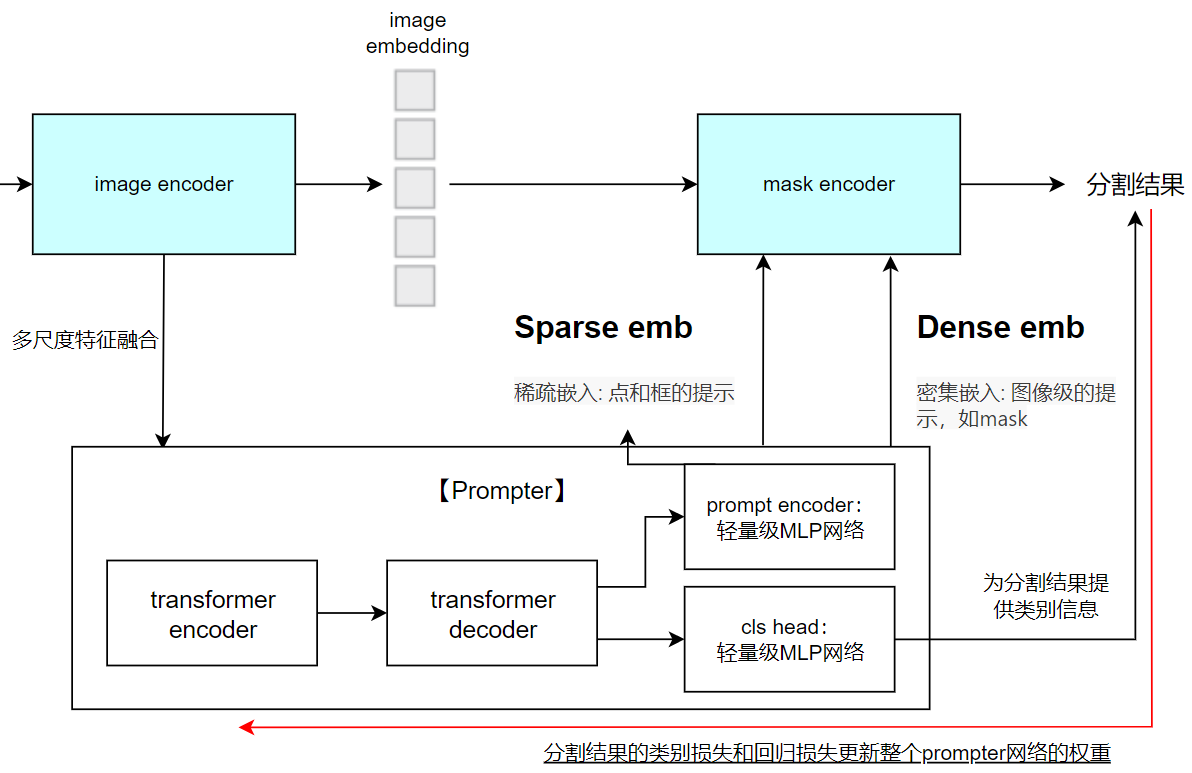 image
embedding
image encoder
mask encoder
分割结果
多尺度特征融合
Sparse emb
稀疏嵌入: 点和框的提示
Dense emb
密集嵌入: 图像级的提
示，如mask
【Prompter】
transformer
encoder
transformer
decoder
prompt encoder：
轻量级MLP网络
cls head：
轻量级MLP网络
为分割结果提
供类别信息
分割结果的类别损失和回归损失更新整个prompter网络的权重